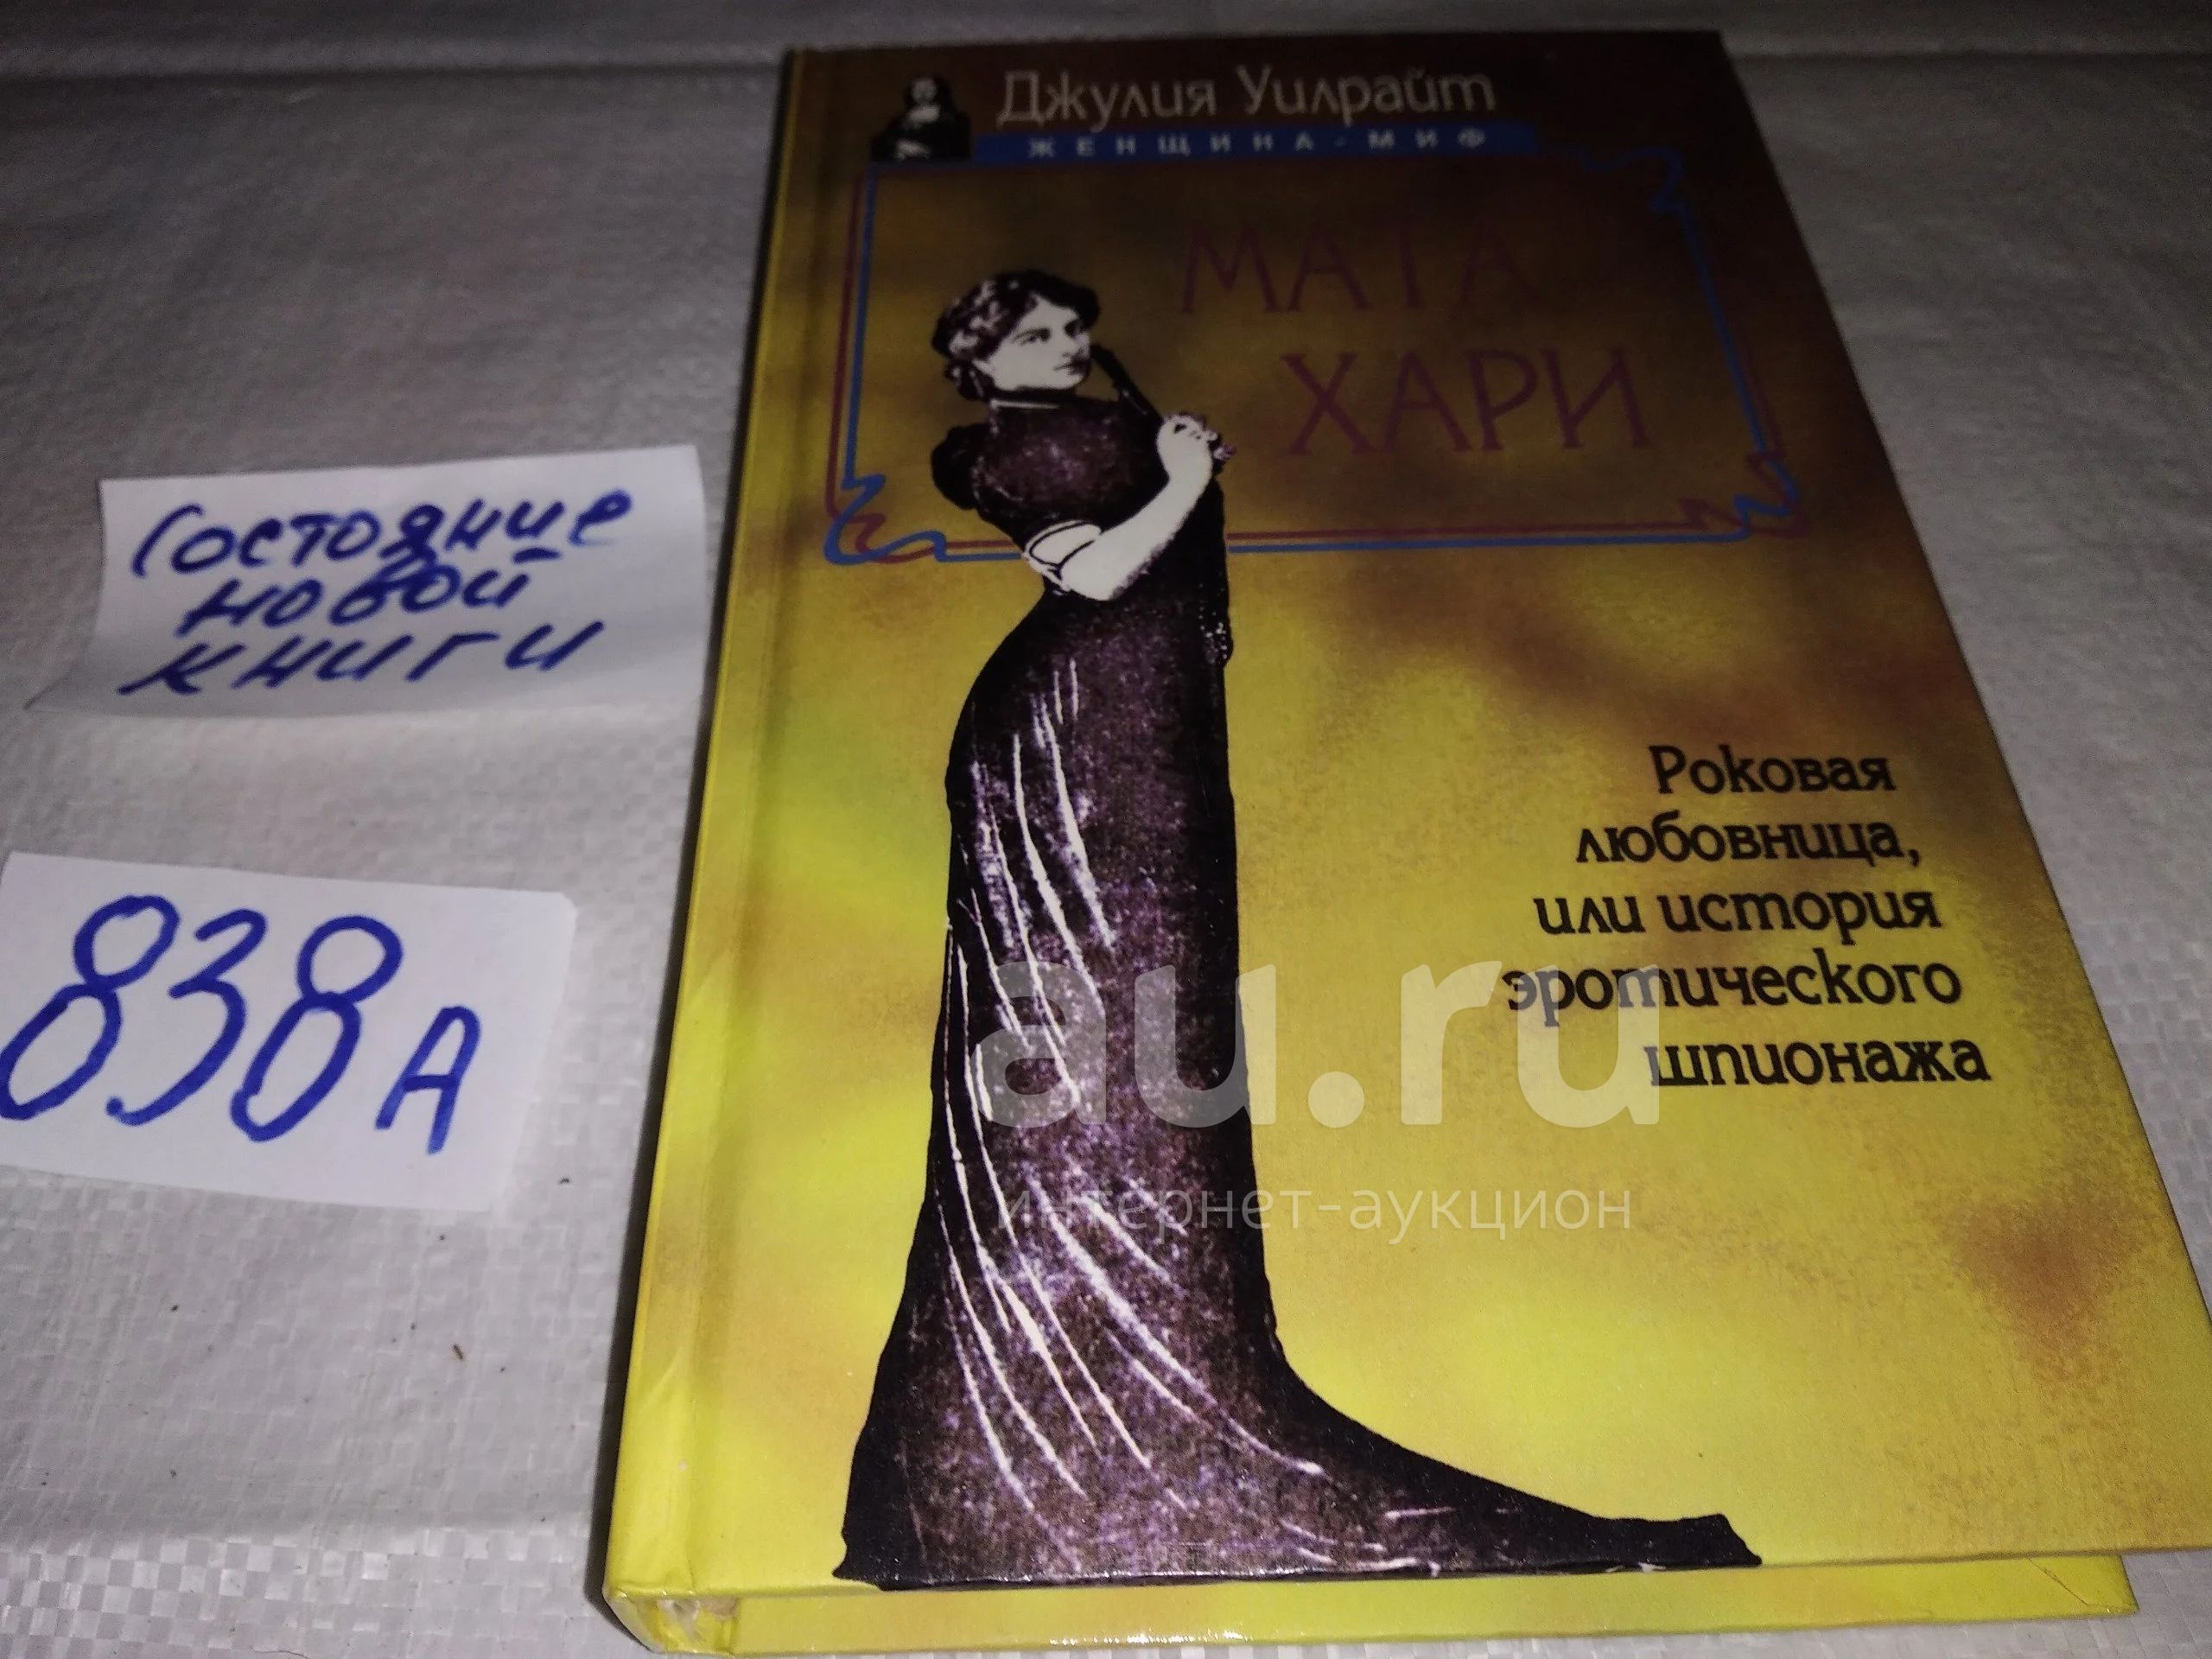 Джулия Уилрайт
ЖЕНЩИНА-МИФ
МАТА
ХАРИ
Роковая
любовница,
или история
эротического
шпионажа
Состояние
новой
книги
838А
au.ru
интернет-аукцион